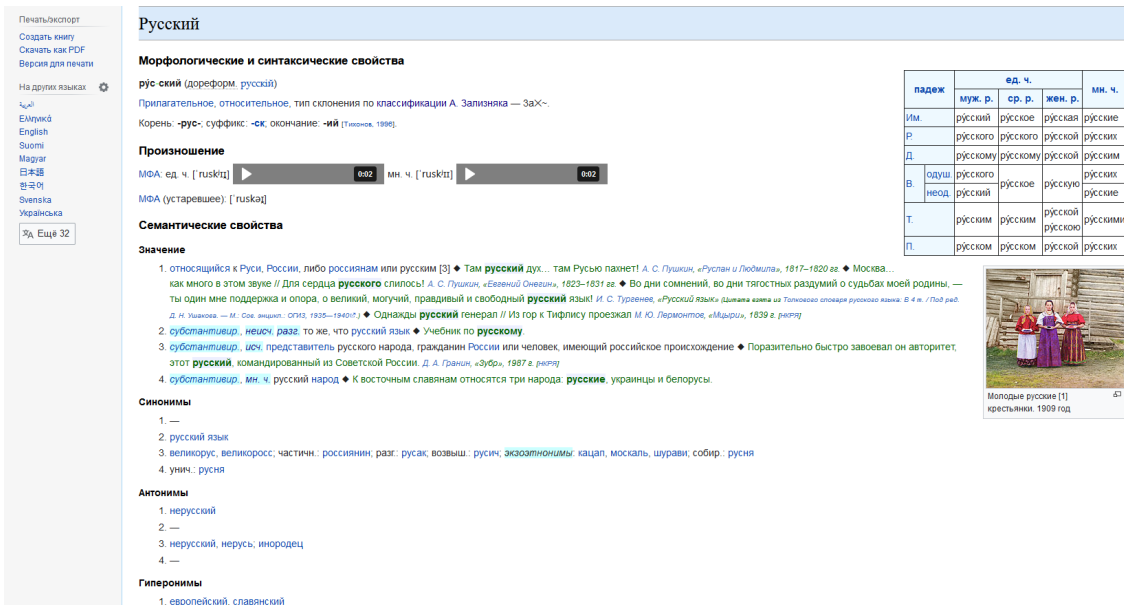 Печать/экспорт
Создать книгу
Скачать как PDF
Версия для печати
На других языках
العربية
Ελληνικά
English
Suomi
Magyar
日本語
한국어
Svenska
Українська
Ещё 32
Русский
Морфологические и синтаксические свойства
ру́с-ский (дореформ. русскій)
Прилагательное, относительное, тип склонения по классификации А. Зализняка — 3aX~.
Корень: -рус-; суффикс: -ск; окончание: -ий [Тихонов, 1996].
Произношение
МФА: ед. ч. [ˈruskʲɪɪ̯] 0:02 мн. ч. [ˈruskʲɪɪ] 0:02
МФА (устаревшее): [ˈruskəɪ̯]
Семантические свойства
падеж ед. ч. мн. ч.
муж. р. ср. р. жен. р.
Им. ру́сский ру́сское ру́сская ру́сские
Р. ру́сского ру́сского ру́сской ру́сских
Д. ру́сскому ру́сскому ру́сской ру́сским
В. одуш. ру́сского ру́сское ру́сскую ру́сских
неод. ру́сский ру́сские
Т. ру́сским ру́сским ру́сской ру́сскою ру́сскими
П. ру́сском ру́сском ру́сской ру́сских
Значение
1. относящийся к Руси, России, либо россиянам или русским [3] ◆ Там русский дух… там Русью пахнет! А. С. Пушкин, «Руслан и Людмила», 1817–1820 гг. ◆ Москва…
как много в этом звуке // Для сердца русского слилось! А. С. Пушкин, «Евгений Онегин», 1823–1831 гг. ◆ Во дни сомнений, во дни тягостных раздумий о судьбах моей родины, —
ты один мне поддержка и опора, о великий, могучий, правдивый и свободный русский язык! И. С. Тургенев, «Русский язык» (Цитата взята из Толкового словаря русского языка: В 4 т. / Под ред.
Д. Н. Ушакова. — М.: Сов. энцикл.: ОГИЗ, 1935—1940.) ◆ Однажды русский генерал // Из гор к Тифлису проезжал М. Ю. Лермонтов, «Мцыри», 1839 г. [НКРЯ]
2. субстантивир., неисч. разг. то же, что русский язык ◆ Учебник по русскому.
3. субстантивир., исч. представитель русского народа, гражданин России или человек, имеющий российское происхождение ◆ Поразительно быстро завоевал он авторитет,
этот русский, командированный из Советской России. Д. А. Гранин, «Зубр», 1987 г. [НКРЯ]
4. субстантивир., мн. ч. русский народ ◆ К восточным славянам относятся три народа: русские, украинцы и белорусы.
Молодые русские [1]
крестьянки. 1909 год
Синонимы
1. —
2. русский язык
3. великорус, великоросс; частичн.: россиянин; разг.: русак; возвыш.: русич; экзоэтнонимы: кацап, москаль, шурави; собир.: русня
4. унич.: русня
Антонимы
1. нерусский
2. —
3. нерусский, нерусь; инородец
4. —
Гиперонимы
1. европейский, славянский